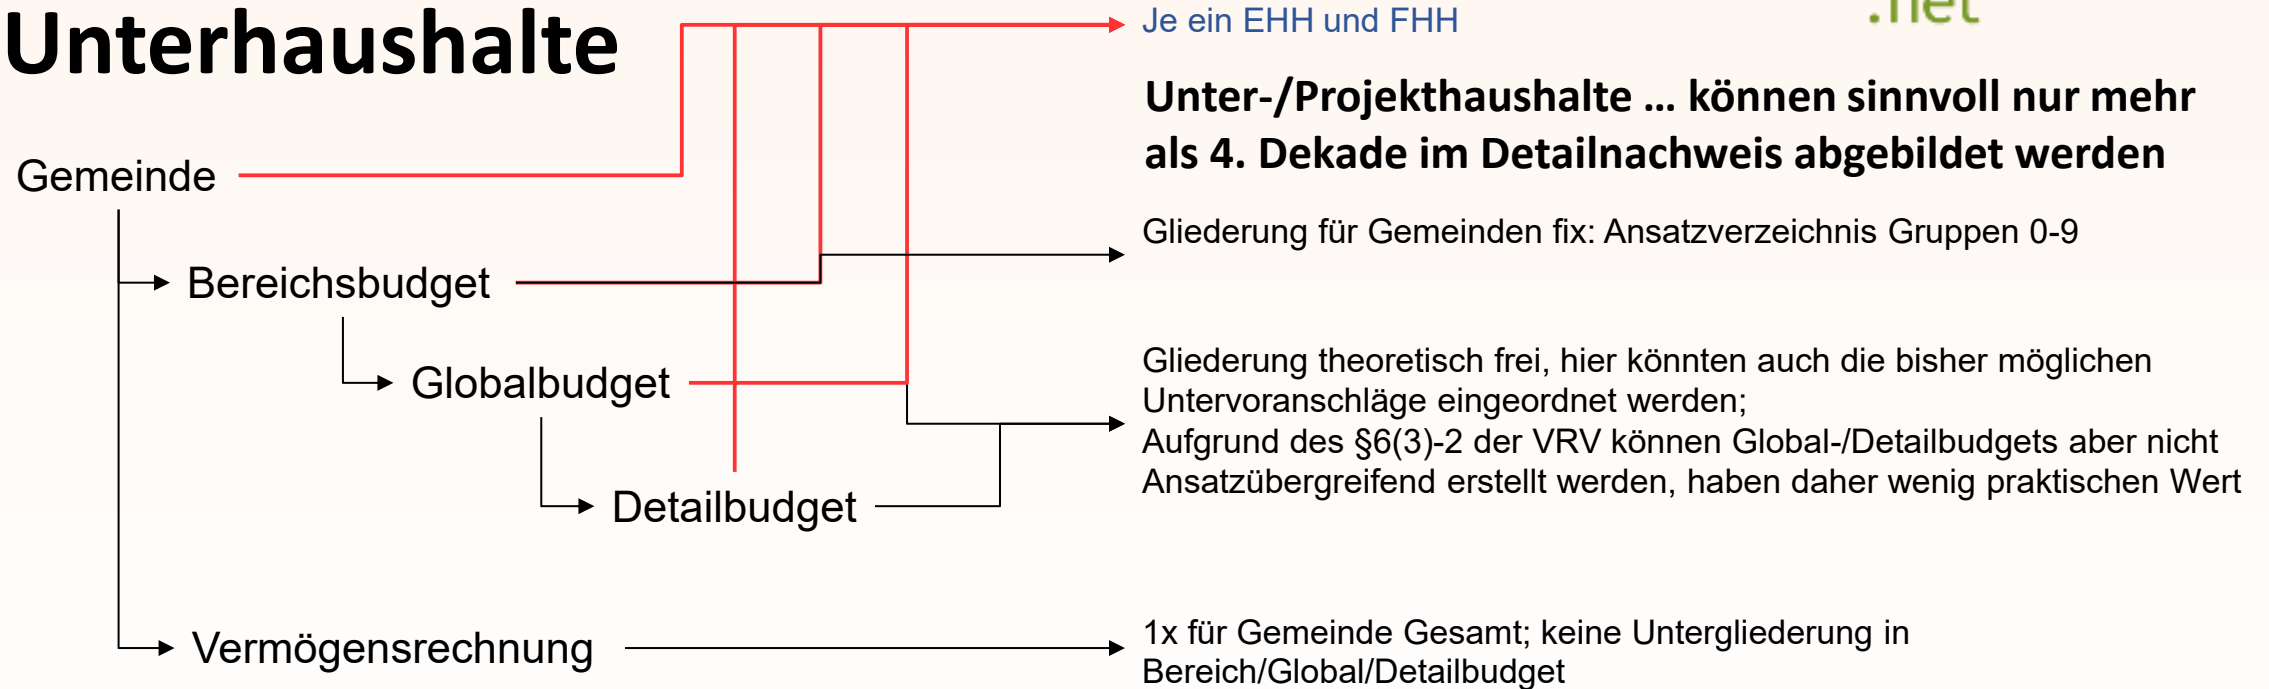 Unterhaushalte
Je ein EHH und FHH
.net
Unter-/Projekthaushalte ... können sinnvoll nur mehr
als 4. Dekade im Detailnachweis abgebildet werden
Gemeinde
Gliederung für Gemeinden fix: Ansatzverzeichnis Gruppen 0-9
Bereichsbudget
Globalbudget
Gliederung theoretisch frei, hier könnten auch die bisher möglichen
Untervoranschläge eingeordnet werden;
Aufgrund des §6(3)-2 der VRV können Global-/Detailbudgets aber nicht
Ansatzübergreifend erstellt werden, haben daher wenig praktischen Wert
Detailbudget
Vermögensrechnung
1x für Gemeinde Gesamt; keine Untergliederung in
Bereich/Global/Detailbudget